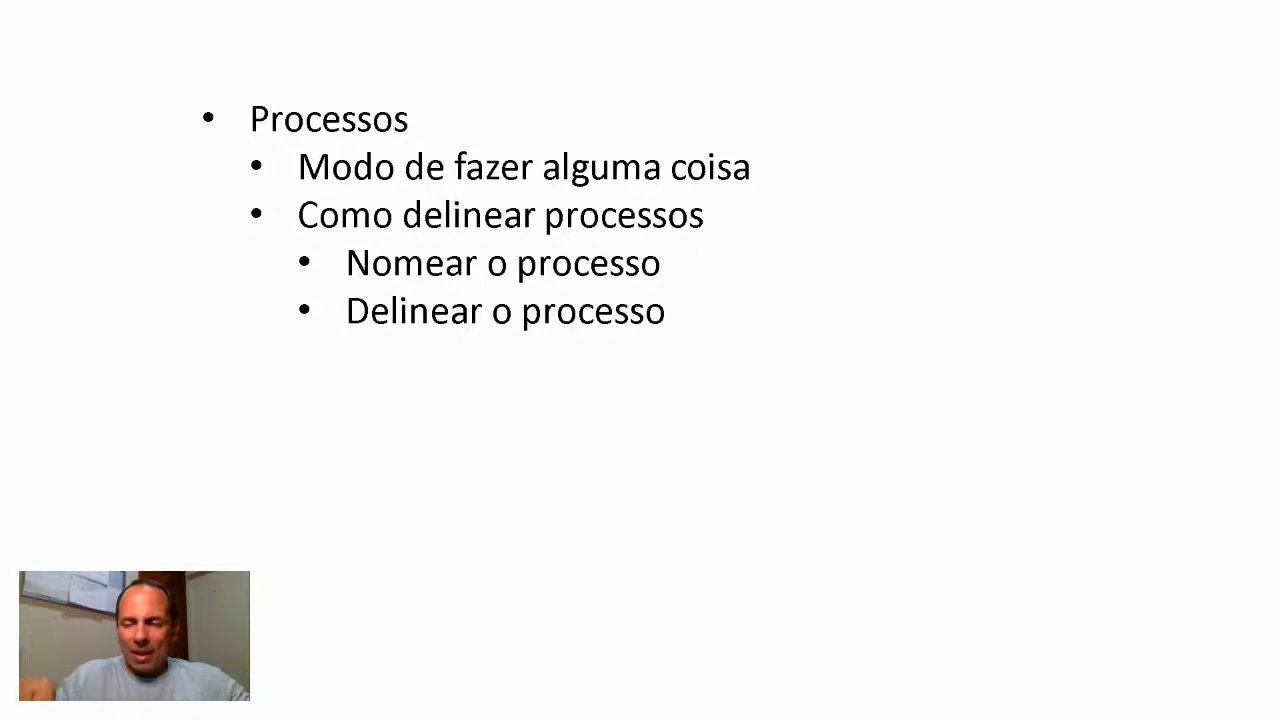 • Processos
• Modo de fazer alguma coisa
• Como delinear processos
• Nomear o processo
• Delinear o processo